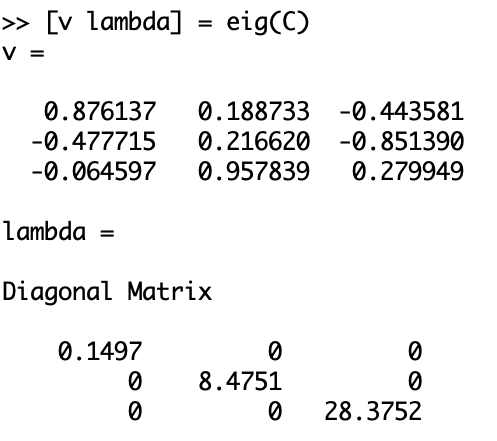 >> [v lambda] = eig(C)
v =
0.876137 0.188733 -0.443581
-0.477715 0.216620 -0.851390
-0.064597 0.957839 0.279949
lambda =
Diagonal Matrix
0.1497 0 0
0 8.4751 0
0 0 28.3752